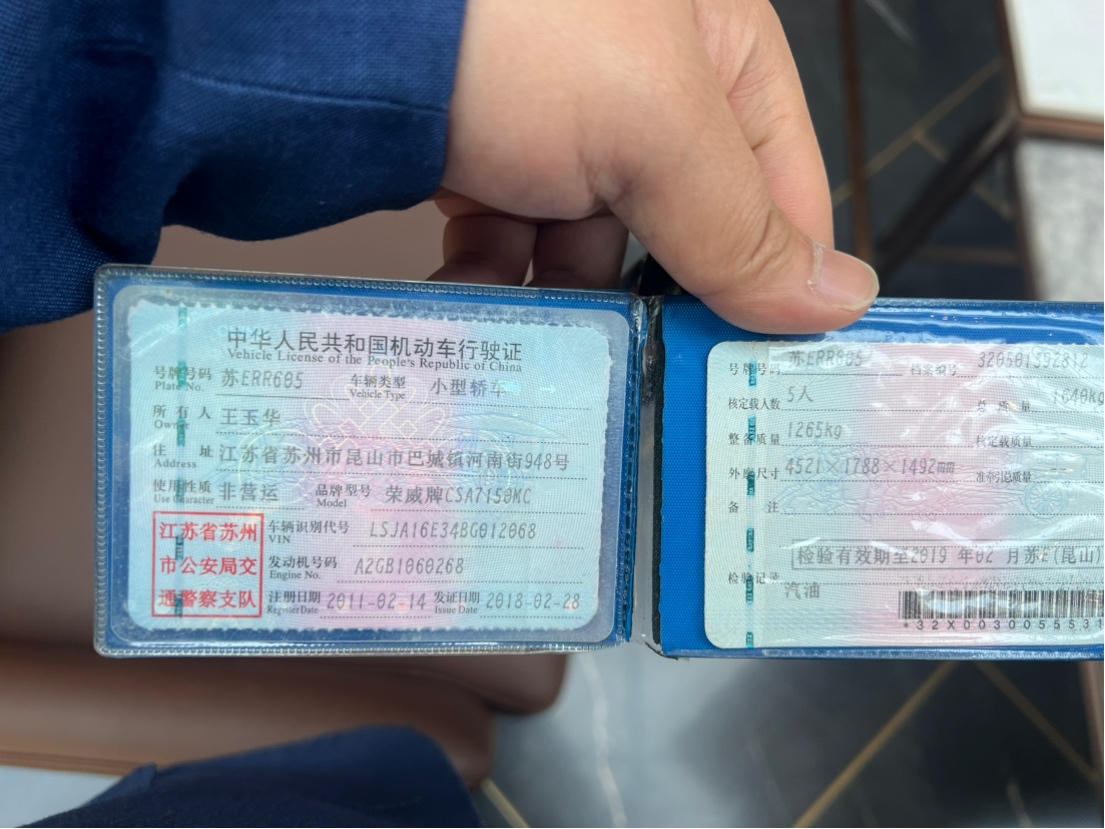 中华人民共和国机动车行驶证
Vehicle License of the People's Republic of China
号牌号码 Plate No. 苏ERR605 车辆类型 Vehicle Type 小型轿车
所有人 Owner 王玉华
住址 Address 江苏省苏州市昆山市巴城镇河南街948号
使用性质 Use Character 非营运 品牌型号 Model 荣威牌CSA7150MC
江苏省苏州
市公安局交
通警察支队
车辆识别代号 VIN LSJA16E34BG012068
发动机号码 Engine No. A2GB1060268
注册日期 Register Date 2011-02-14 发证日期 Issue Date 2018-02-28
号牌号码 苏ERR605 档案编号 320501592812
核定载人数 5人 总质量 1640kg
整备质量 1265kg 核定载质量
外廓尺寸 4521×1788×1492mm 准牵引总质量
备注
检验有效期至2019年02月苏E(昆山)
检验记录
汽油
*32X0030055531